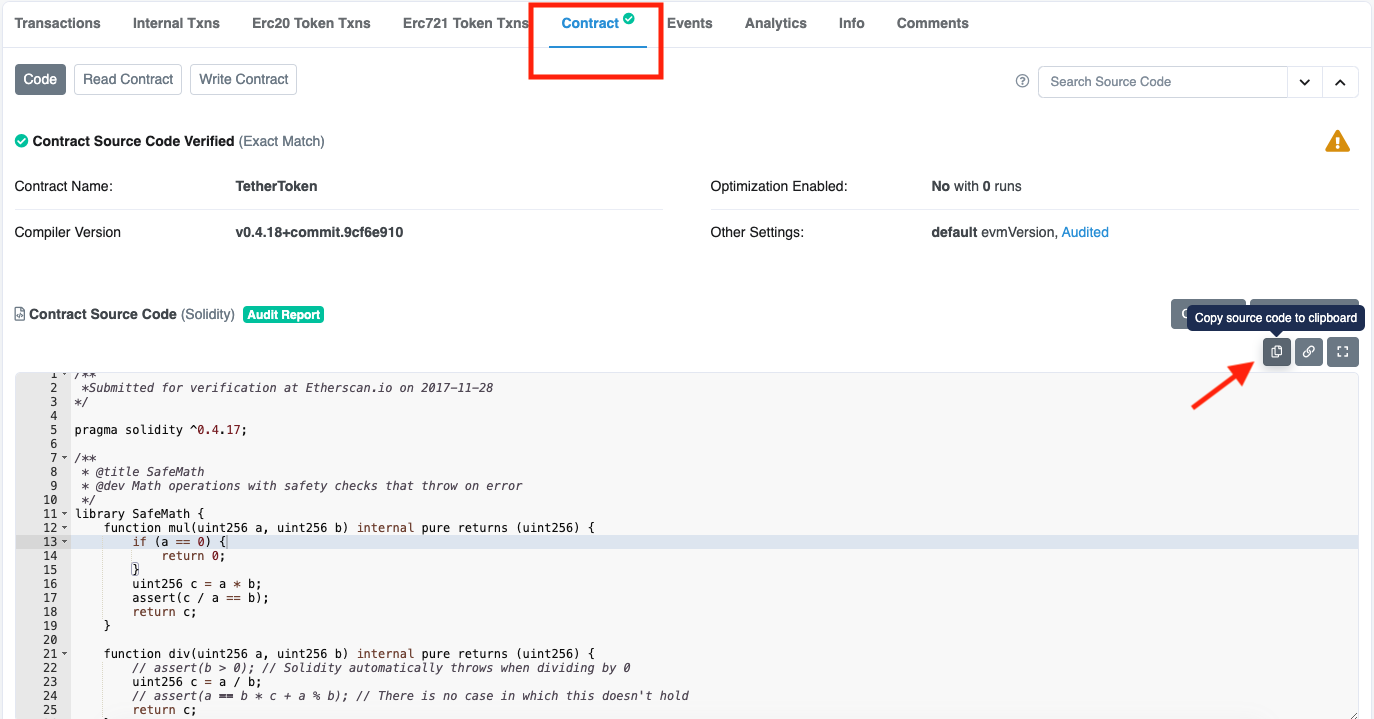 Transactions Internal Txns Erc20 Token Txns Erc721 Token Txns Contract Events Analytics Info Comments
Code Read Contract Write Contract Search Source Code
Contract Source Code Verified (Exact Match)
Contract Name: TetherToken Optimization Enabled: No with 0 runs
Compiler Version v0.4.18+commit.9cf6e910 Other Settings: default evmVersion, Audited
Contract Source Code (Solidity) Audit Report
Copy source code to clipboard
1 /**
2  *Submitted for verification at Etherscan.io on 2017-11-28
3 */
4
5 pragma solidity ^0.4.17;
6
7 /**
8  * @title SafeMath
9  * @dev Math operations with safety checks that throw on error
10  */
11 library SafeMath {
12     function mul(uint256 a, uint256 b) internal pure returns (uint256) {
13         if (a == 0) {
14             return 0;
15         }
16         uint256 c = a * b;
17         assert(c / a == b);
18         return c;
19     }
20
21     function div(uint256 a, uint256 b) internal pure returns (uint256) {
22         // assert(b > 0); // Solidity automatically throws when dividing by 0
23         uint256 c = a / b;
24         // assert(a == b * c + a % b); // There is no case in which this doesn't hold
25         return c;